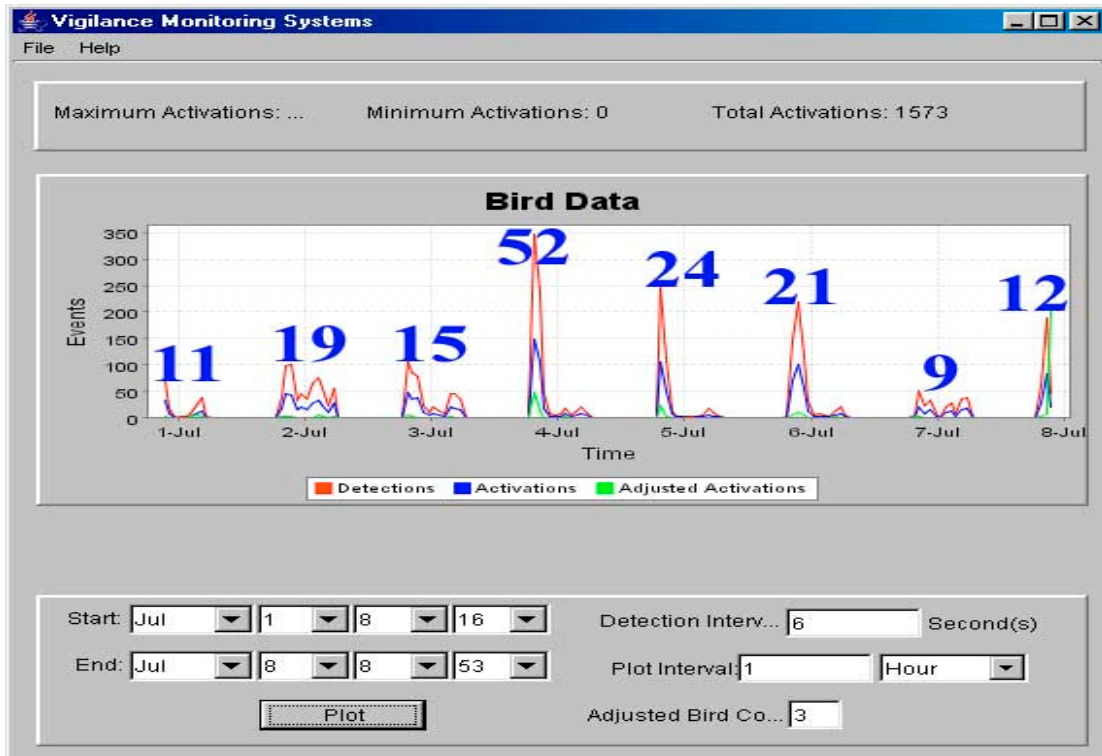 Vigilance Monitoring Systems
File Help
Maximum Activations: ... Minimum Activations: 0 Total Activations: 1573
Bird Data
Events
350
300
250
200
150
100
50
0
11
19
15
52
24
21
9
12
1-Jul 2-Jul 3-Jul 4-Jul 5-Jul 6-Jul 7-Jul 8-Jul
Time
Detections Activations Adjusted Activations
Start: Jul 1 8 16 Detection Interv... 6 Second(s)
End: Jul 8 8 53 Plot Interval: 1 Hour
Plot Adjusted Bird Co... 3